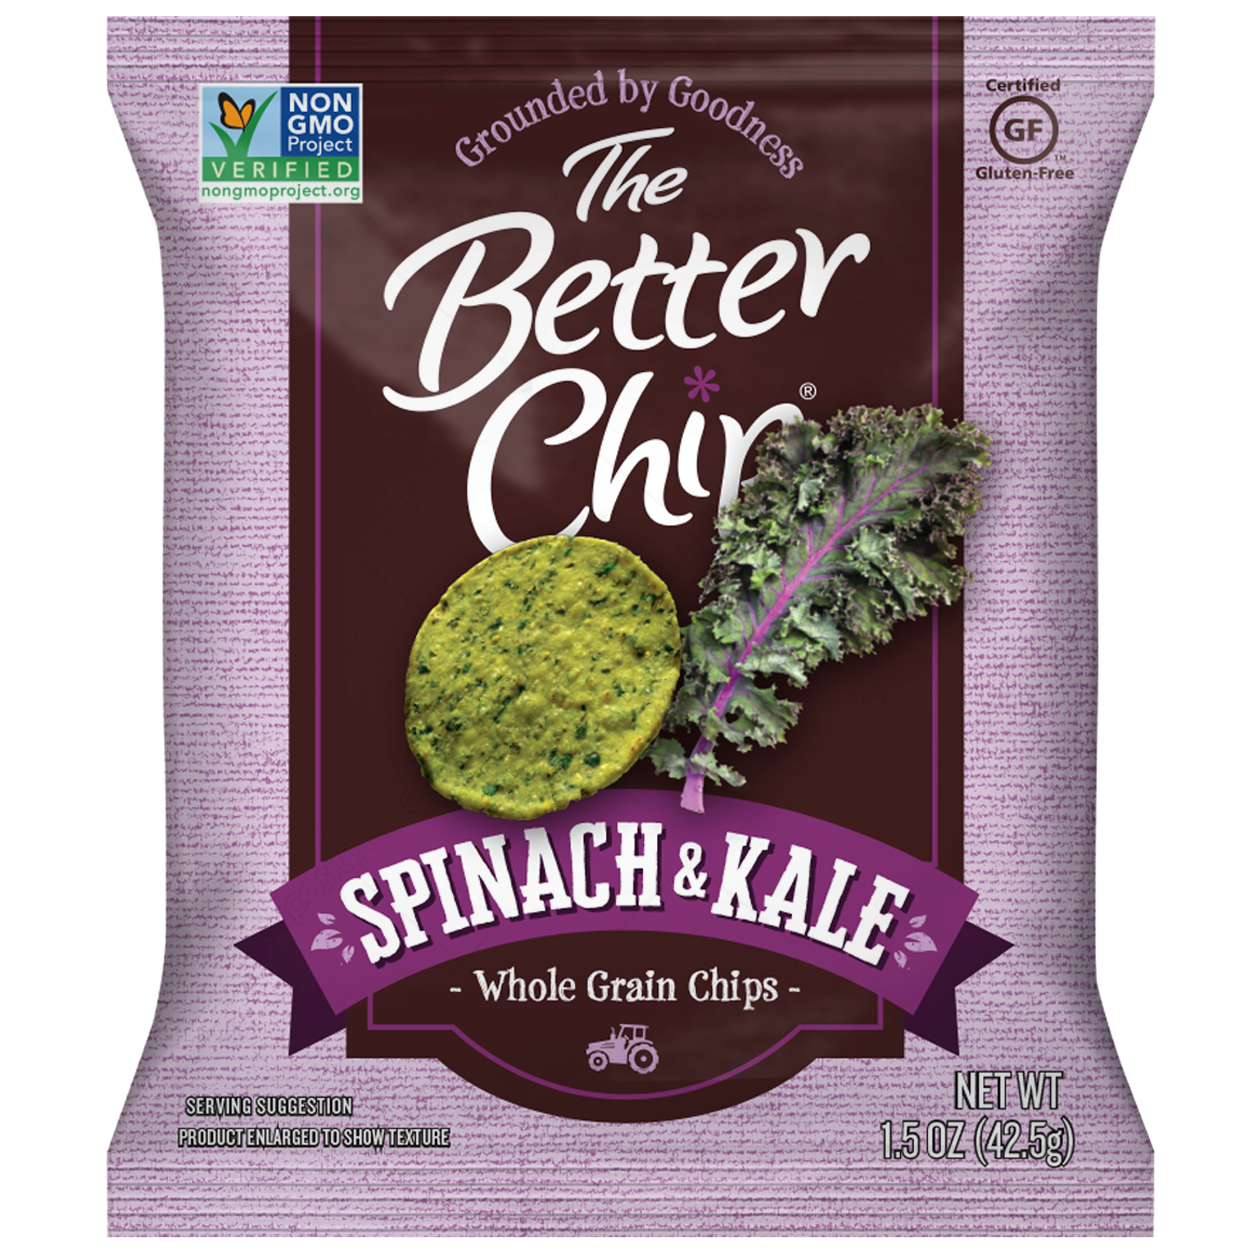 NON
GMO
Project
VERIFIED
nongmoproject.org
Grounded by Goodness
Certified
GF
™
Gluten-Free
The
Better
Chip®
SPINACH & KALE
- Whole Grain Chips -
SERVING SUGGESTION
PRODUCT ENLARGED TO SHOW TEXTURE
NET WT
1.5 OZ (42.5g)